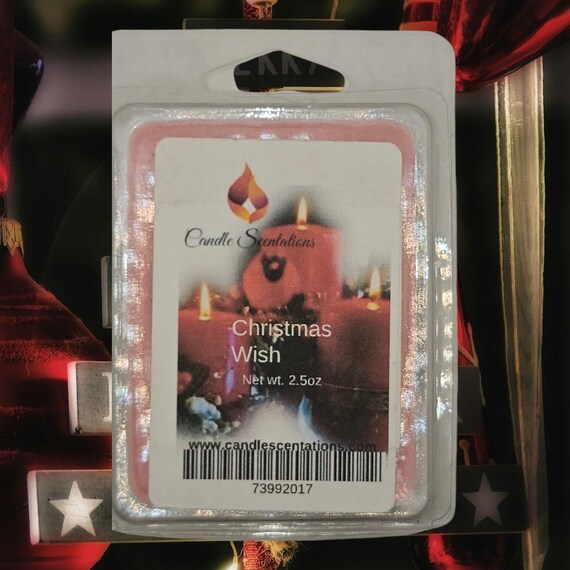 Candle Scentations
Christmas
Wish
Net wt. 2.5oz
www.candlescentations.com
73992017